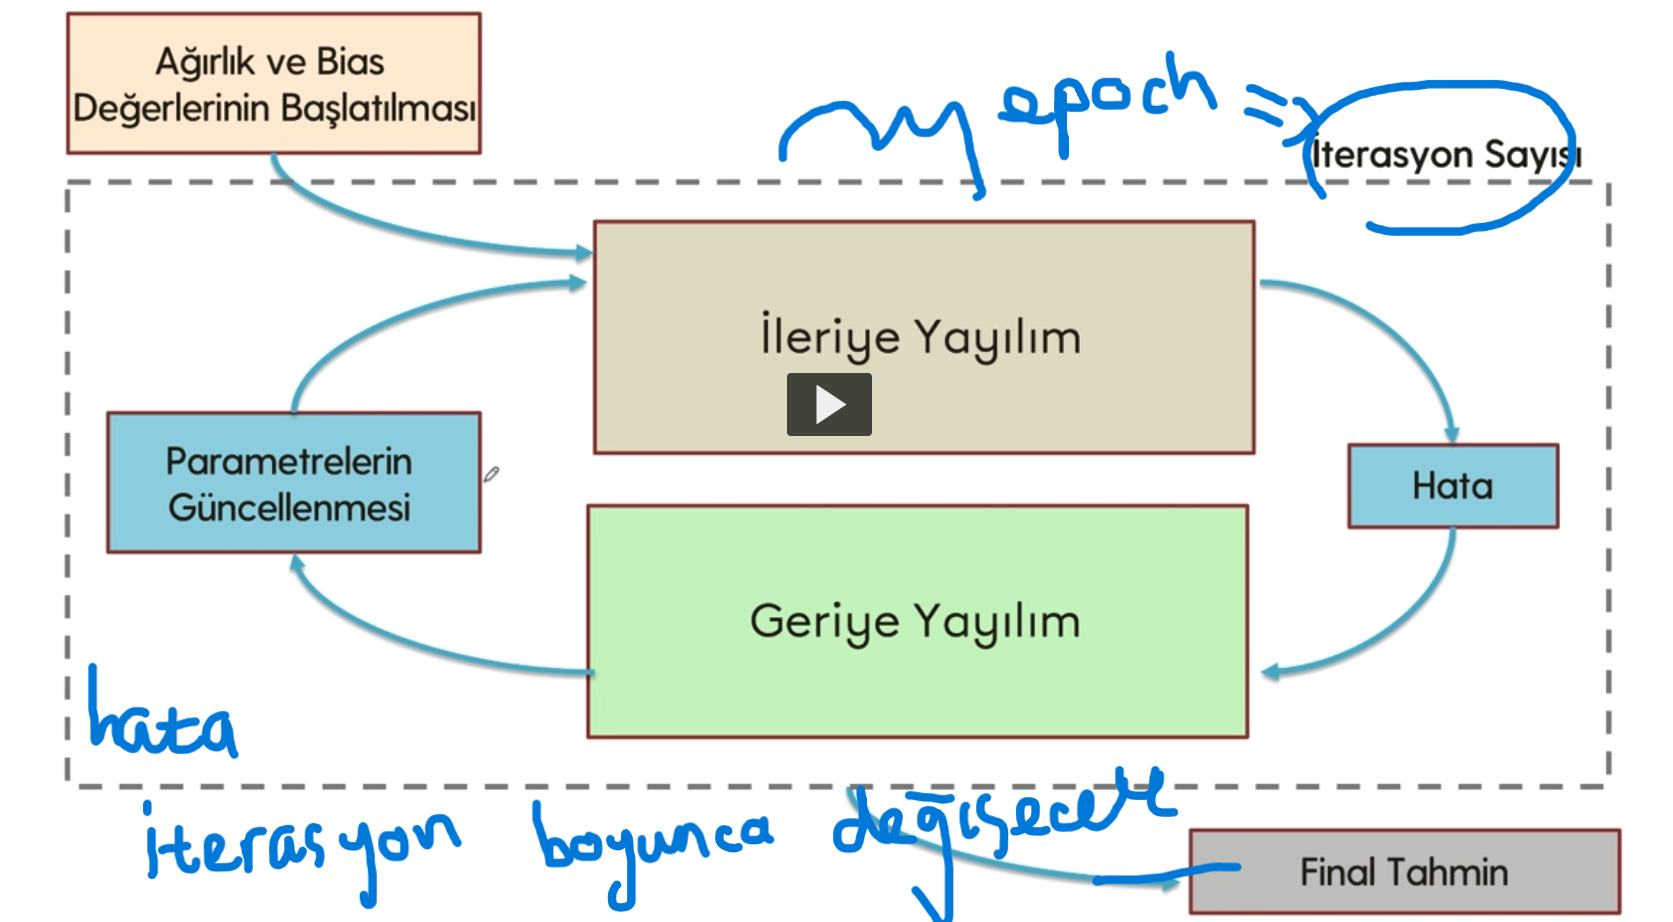 Ağırlık ve Bias
Değerlerinin Başlatılması
epoch =>
İterasyon Sayısı
İleriye Yayılım
Parametrelerin
Güncellenmesi
Hata
Geriye Yayılım
hata
iterasyon boyunca değişecek
Final Tahmin